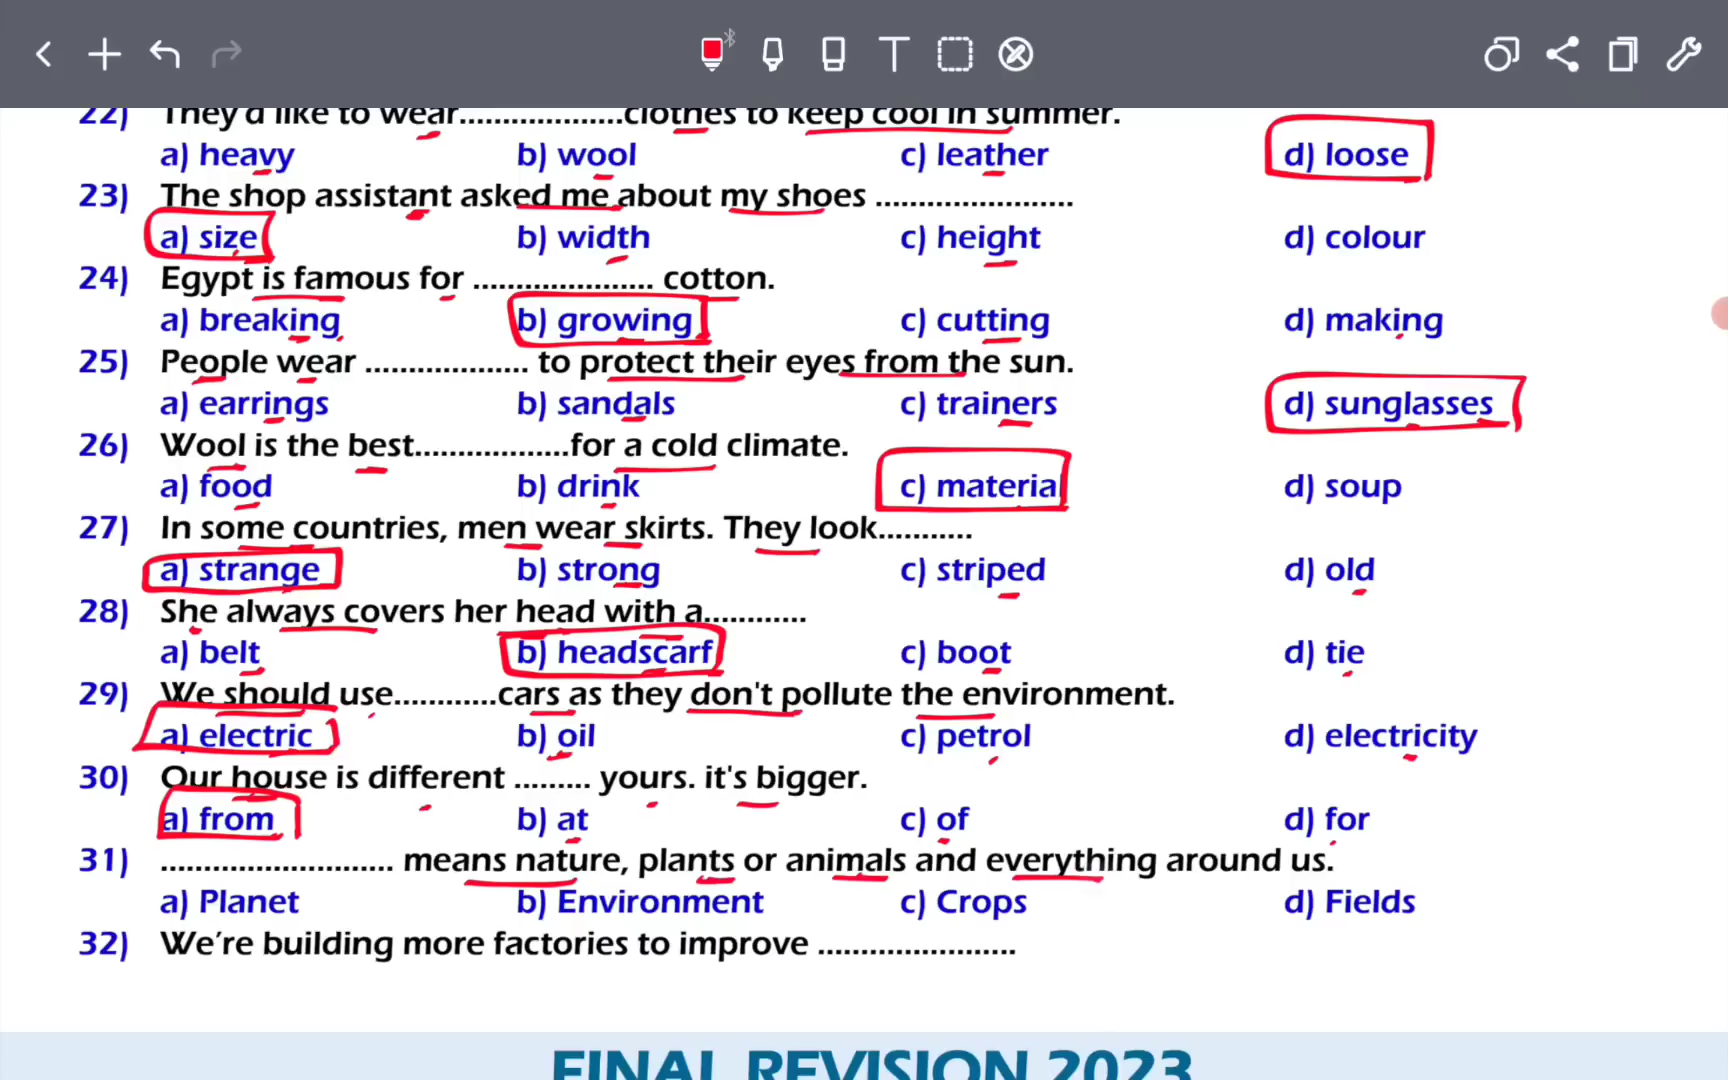 22) They'd like to wear..................clothes to keep cool in summer.
a) heavy b) wool c) leather d) loose
23) The shop assistant asked me about my shoes ......................
a) size b) width c) height d) colour
24) Egypt is famous for .................... cotton.
a) breaking b) growing c) cutting d) making
25) People wear .................. to protect their eyes from the sun.
a) earrings b) sandals c) trainers d) sunglasses
26) Wool is the best.................for a cold climate.
a) food b) drink c) material d) soup
27) In some countries, men wear skirts. They look...........
a) strange b) strong c) striped d) old
28) She always covers her head with a............
a) belt b) headscarf c) boot d) tie
29) We should use............cars as they don't pollute the environment.
a) electric b) oil c) petrol d) electricity
30) Our house is different ......... yours. it's bigger.
a) from b) at c) of d) for
31) .......................... means nature, plants or animals and everything around us.
a) Planet b) Environment c) Crops d) Fields
32) We’re building more factories to improve ......................
FINAL REVISION 2023